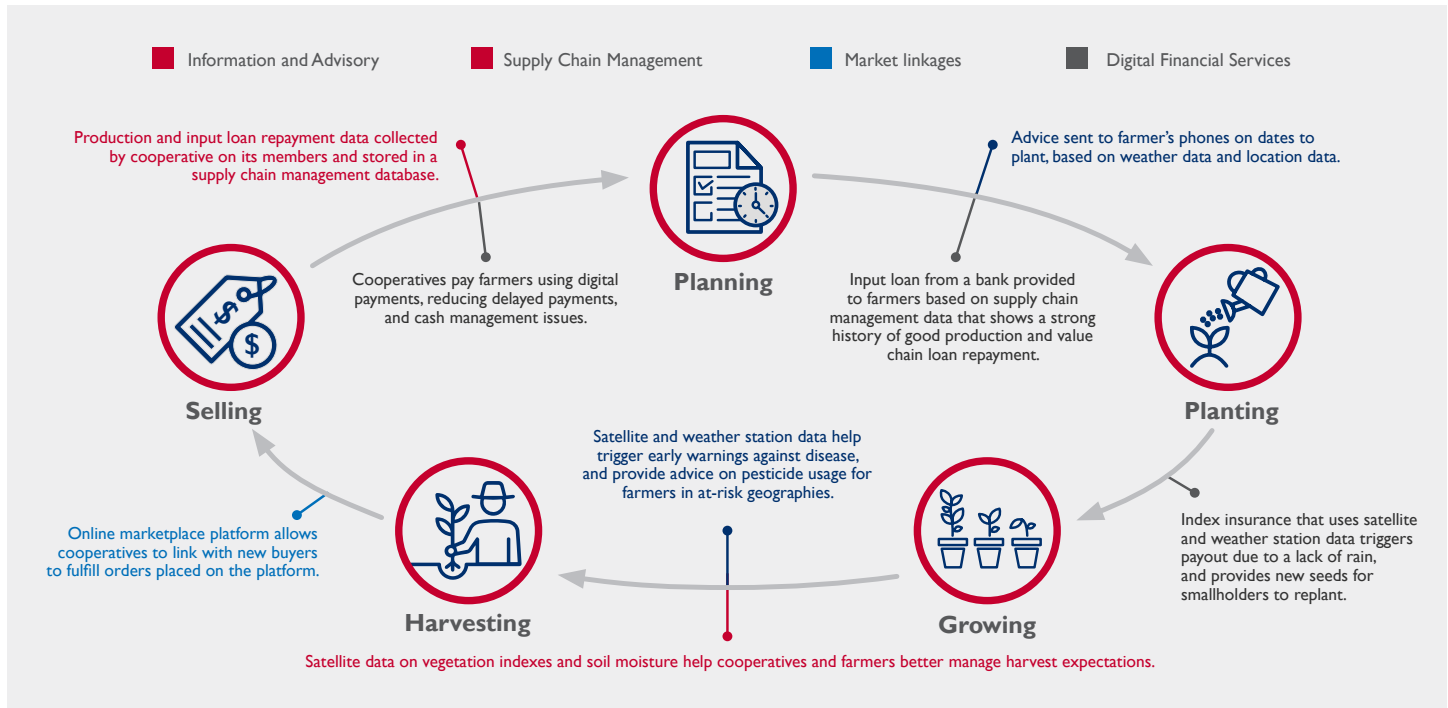 Information and Advisory
Supply Chain Management
Market linkages
Digital Financial Services
Production and input loan repayment data collected
by cooperative on its members and stored in a
supply chain management database.
Advice sent to farmer’s phones on dates to
plant, based on weather data and location data.
Planning
Cooperatives pay farmers using digital
payments, reducing delayed payments,
and cash management issues.
Input loan from a bank provided
to farmers based on supply chain
management data that shows a strong
history of good production and value
chain loan repayment.
Selling
Planting
Satellite and weather station data help
trigger early warnings against disease,
and provide advice on pesticide usage for
farmers in at-risk geographies.
Online marketplace platform allows
cooperatives to link with new buyers
to fulfill orders placed on the platform.
Index insurance that uses satellite
and weather station data triggers
payout due to a lack of rain,
and provides new seeds for
smallholders to replant.
Harvesting
Growing
Satellite data on vegetation indexes and soil moisture help cooperatives and farmers better manage harvest expectations.